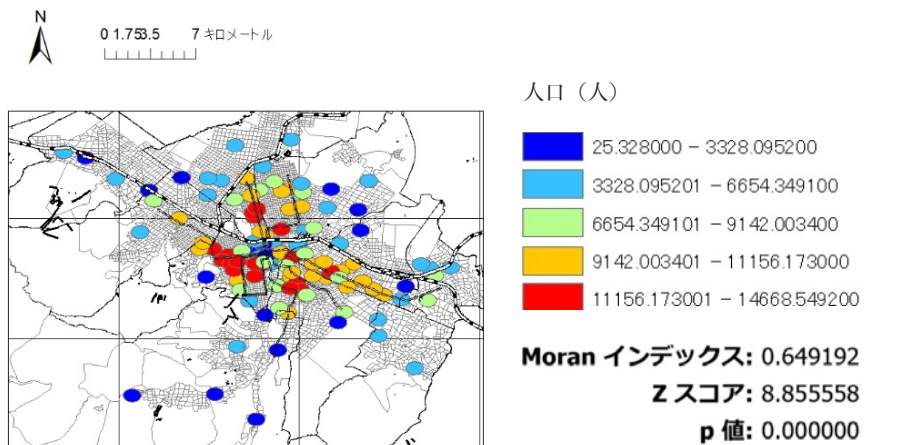 N
0 1.753.5 7 キロメートル
人口（人）
25.328000 - 3328.095200
3328.095201 - 6654.349100
6654.349101 - 9142.003400
9142.003401 - 11156.173000
11156.173001 - 14668.549200
Moran インデックス: 0.649192
Z スコア: 8.855558
p 値: 0.000000